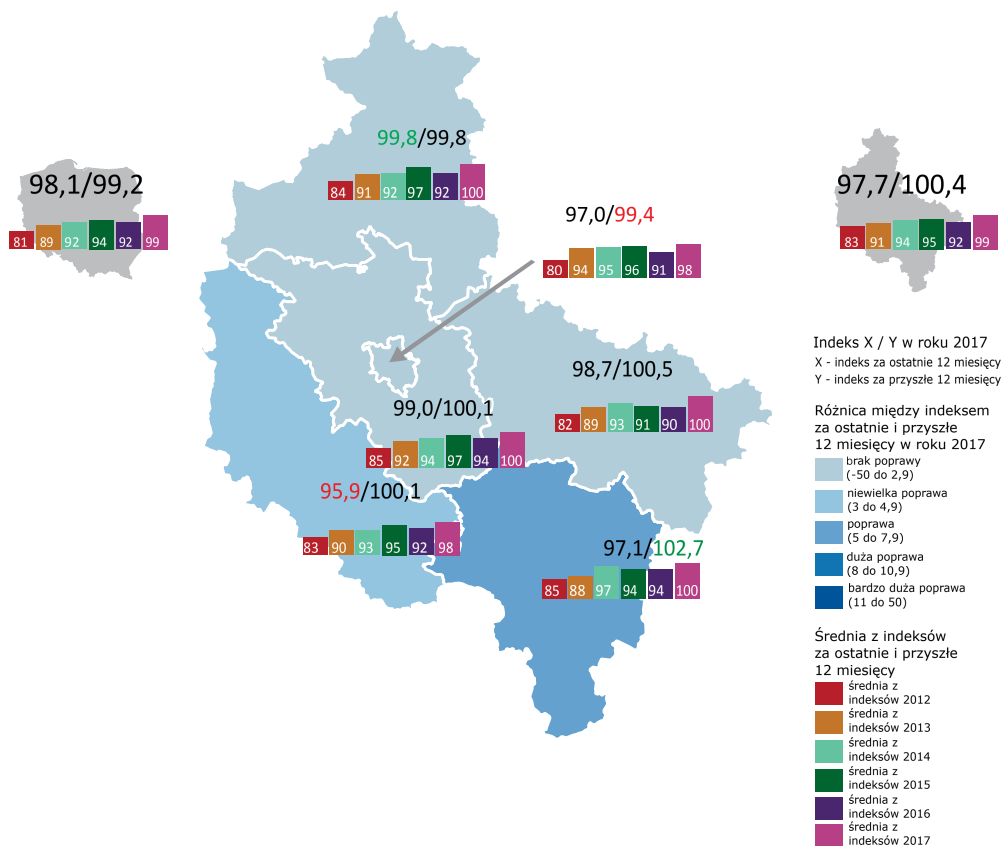 99,8/99,8
84 91 92 97 92 100
98,1/99,2
81 89 92 94 92 99
97,0/99,4
80 94 95 96 91 98
97,7/100,4
83 91 94 95 92 99
98,7/100,5
82 89 93 91 90 100
99,0/100,1
85 92 94 97 94 100
95,9/100,1
83 90 93 95 92 98
97,1/102,7
85 88 97 94 94 100
Indeks X / Y w roku 2017
X - indeks za ostatnie 12 miesięcy
Y - indeks za przyszłe 12 miesięcy
Różnica między indeksem
za ostatnie i przyszłe
12 miesięcy w roku 2017
brak poprawy
(-50 do 2,9)
niewielka poprawa
(3 do 4,9)
poprawa
(5 do 7,9)
duża poprawa
(8 do 10,9)
bardzo duża poprawa
(11 do 50)
Średnia z indeksów
za ostatnie i przyszłe
12 miesięcy
średnia z
indeksów 2012
średnia z
indeksów 2013
średnia z
indeksów 2014
średnia z
indeksów 2015
średnia z
indeksów 2016
średnia z
indeksów 2017